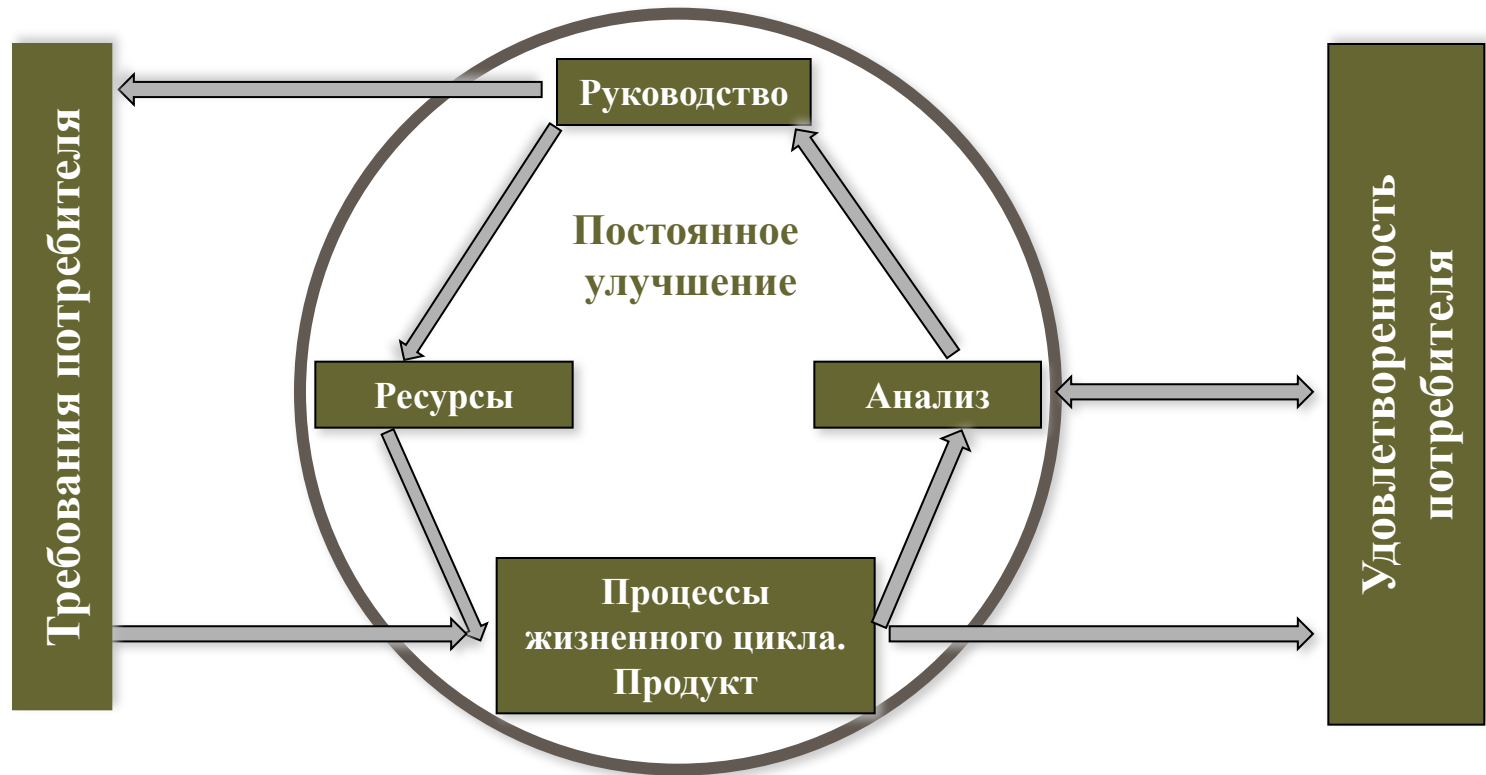 Требования потребителя
Руководство
Постоянное
улучшение
Ресурсы
Анализ
Процессы
жизненного цикла.
Продукт
Удовлетворенность
потребителя